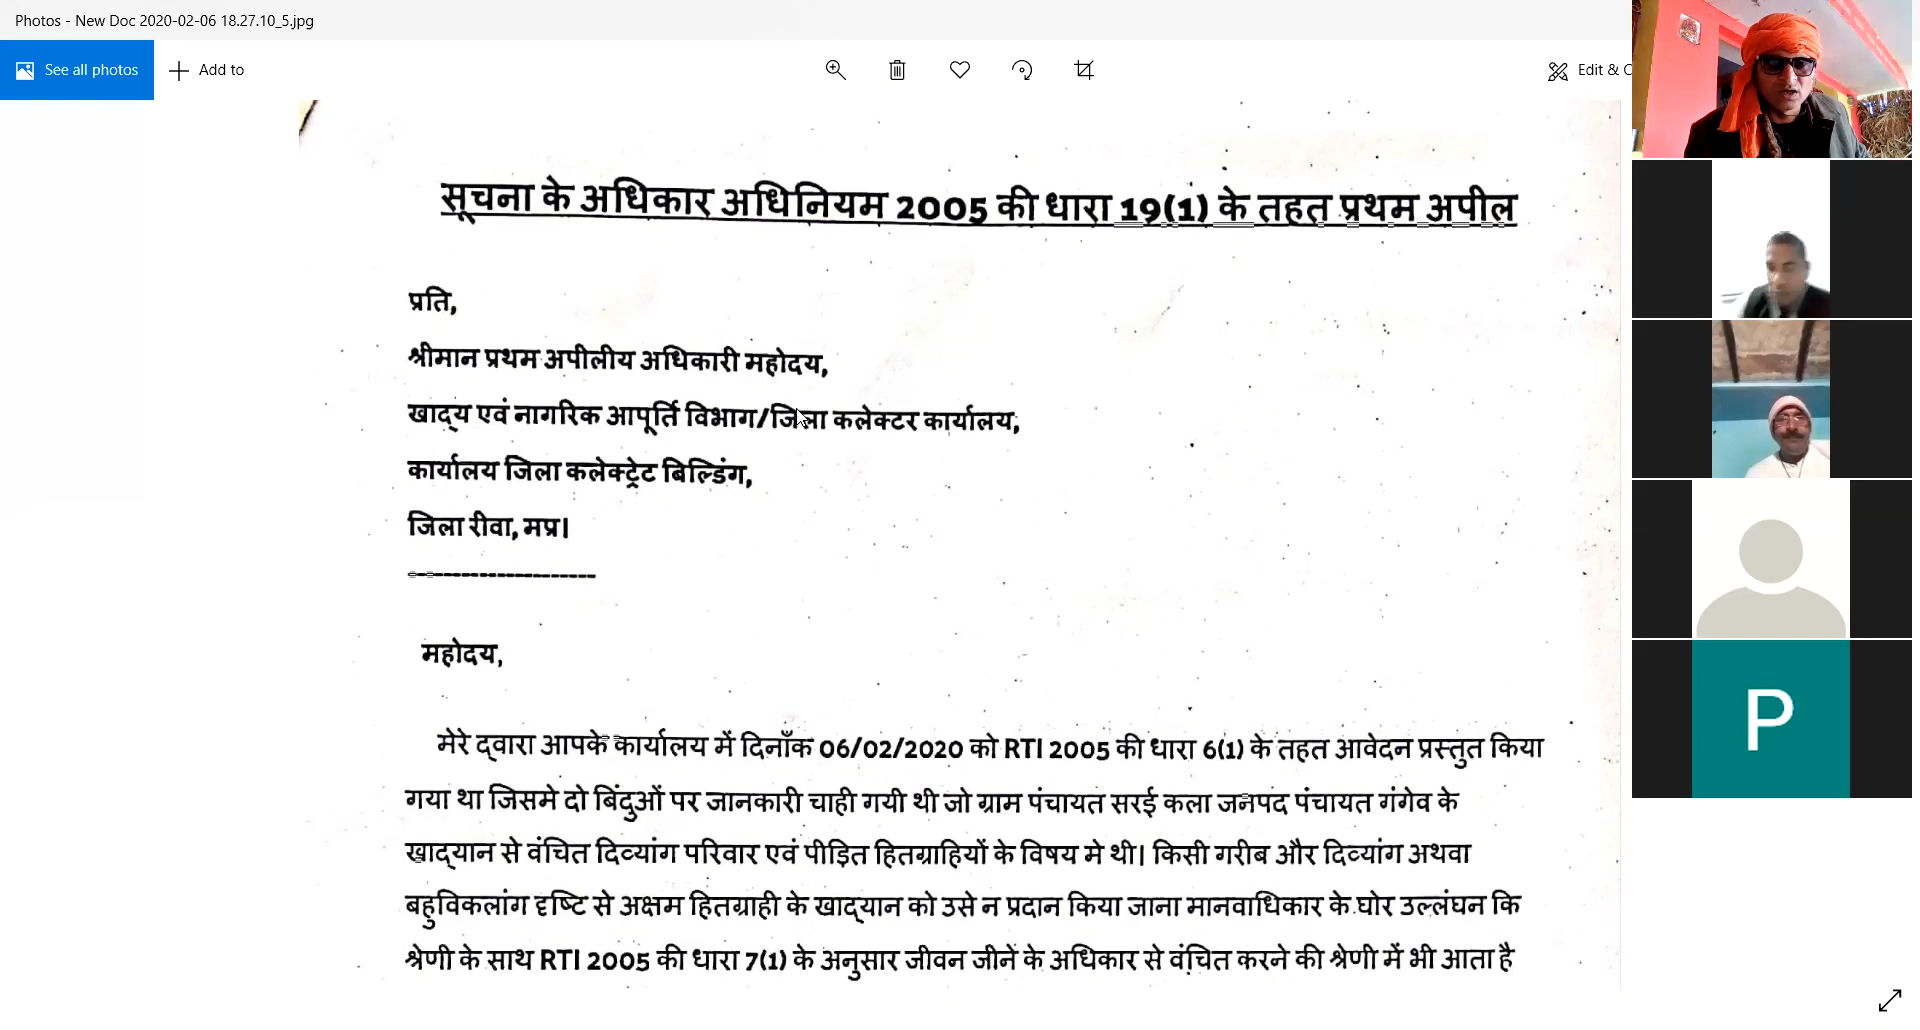 Photos - New Doc 2020-02-06 18.27.10_5.jpg
See all photos
Add to
Edit & C
सूचना के अधिकार अधिनियम 2005 की धारा 19(1) के तहत प्रथम अपील
प्रति,
श्रीमान प्रथम अपीलीय अधिकारी महोदय,
खाद्य एवं नागरिक आपूर्ति विभाग/जिला कलेक्टर कार्यालय,
कार्यालय जिला कलेक्ट्रेट बिल्डिंग,
जिला रीवा, मप्र।
---------------------
महोदय,
मेरे द्वारा आपके कार्यालय में दिनाँक 06/02/2020 को RTI 2005 की धारा 6(1) के तहत आवेदन प्रस्तुत किया
गया था जिसमे दो बिंदुओं पर जानकारी चाही गयी थी जो ग्राम पंचायत सरई कला जनपद पंचायत गंगेव के
खाद्यान से वंचित दिव्यांग परिवार एवं पीड़ित हितग्राहियों के विषय मे थी। किसी गरीब और दिव्यांग अथवा
बहुविकलांग दृष्टि से अक्षम हितग्राही के खाद्यान को उसे न प्रदान किया जाना मानवाधिकार के घोर उल्लंघन कि
श्रेणी के साथ RTI 2005 की धारा 7(1) के अनुसार जीवन जीने के अधिकार से वंचित करने की श्रेणी में भी आता है
P